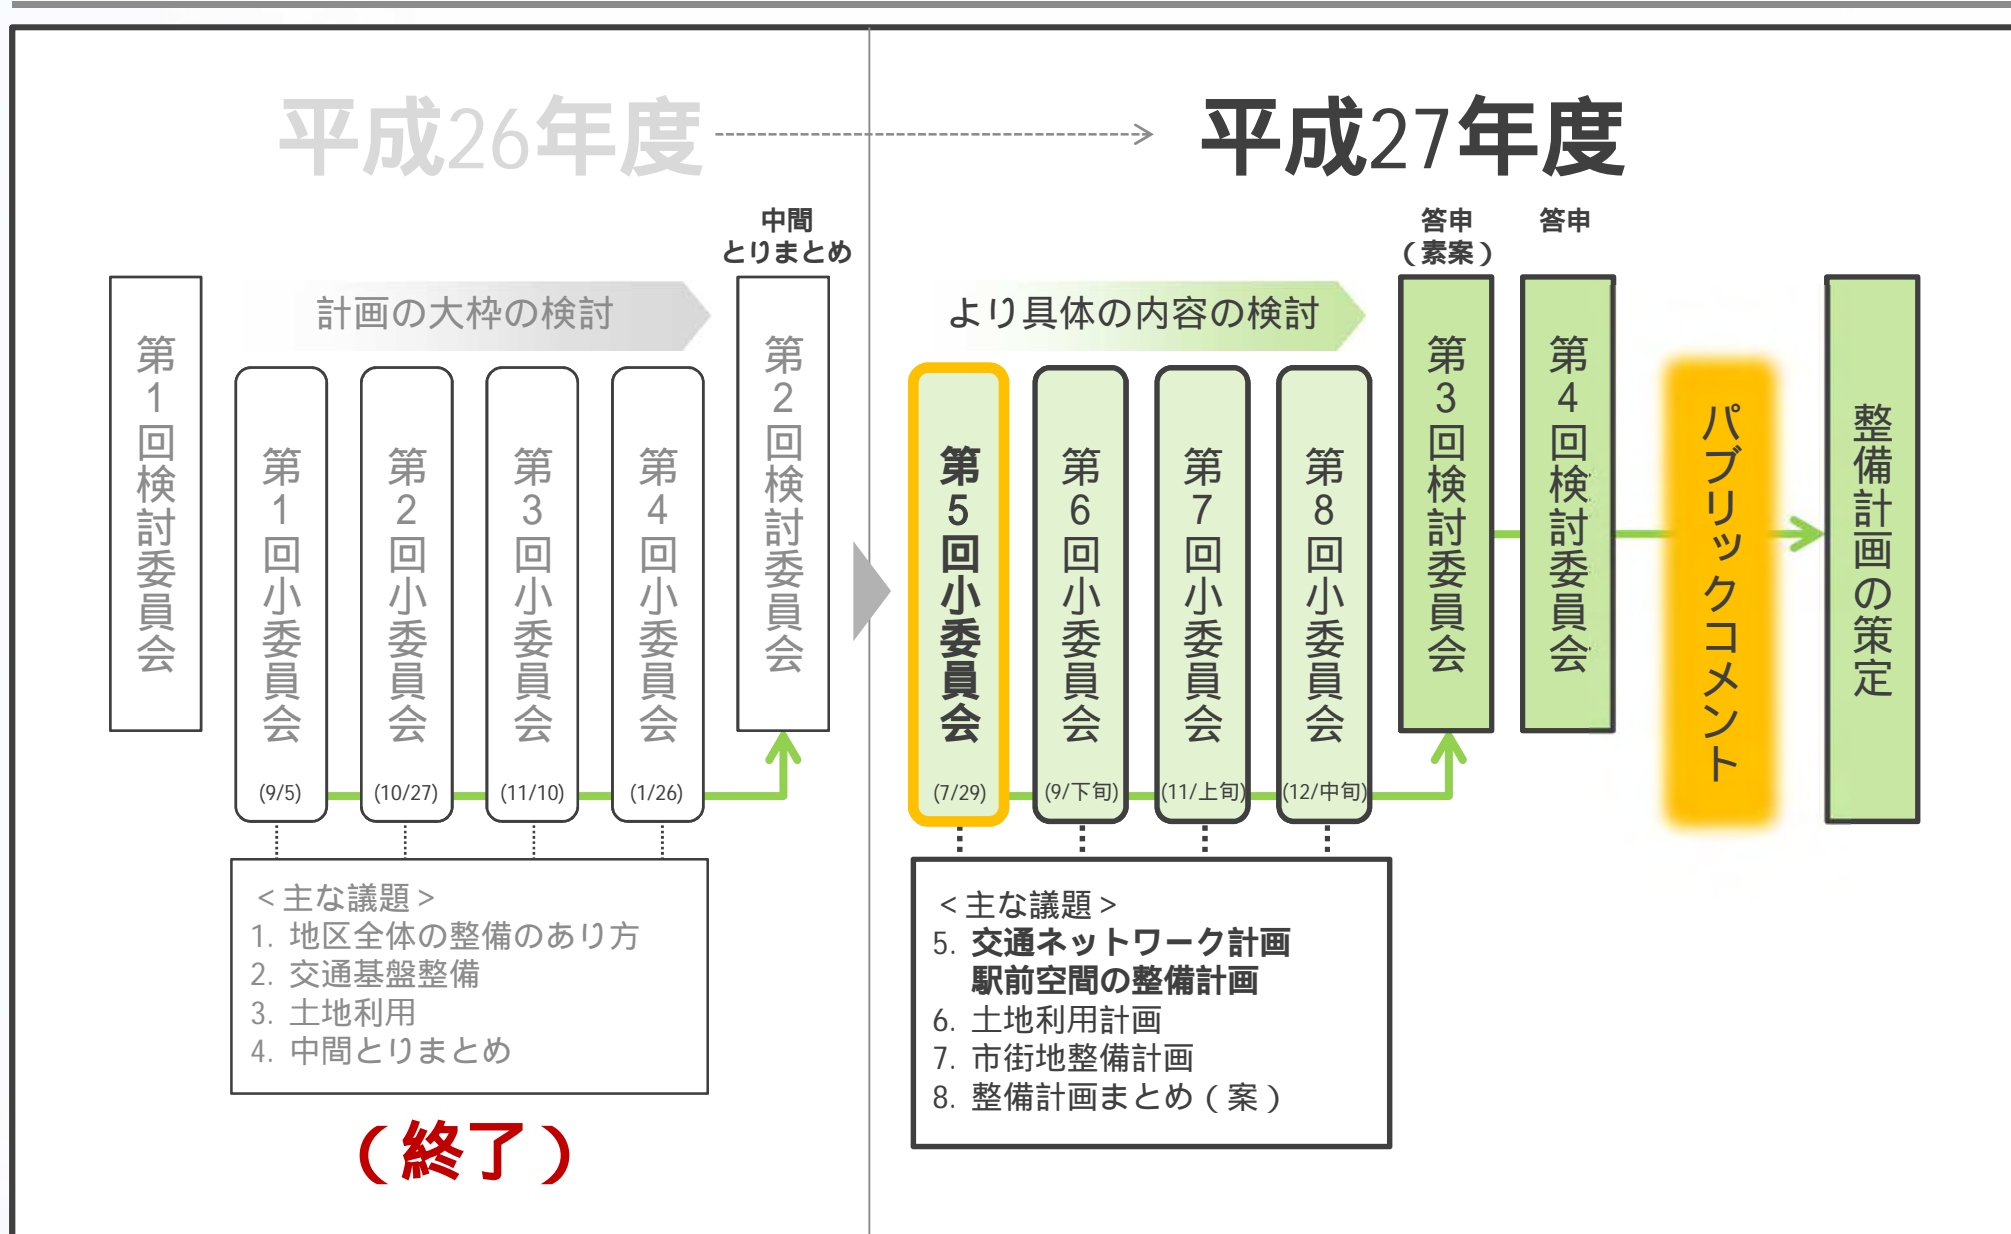 平成26年度
平成27年度
中間
とりまとめ
答申
（素案）
答申
計画の大枠の検討
より具体の内容の検討
第1回検討委員会
第1回小委員会
(9/5)
第2回小委員会
(10/27)
第3回小委員会
(11/10)
第4回小委員会
(1/26)
第2回検討委員会
第5回小委員会
(7/29)
第6回小委員会
(9/下旬)
第7回小委員会
(11/上旬)
第8回小委員会
(12/中旬)
第3回検討委員会
第4回検討委員会
パブリックコメント
整備計画の策定
＜主な議題＞
1. 地区全体の整備のあり方
2. 交通基盤整備
3. 土地利用
4. 中間とりまとめ
（終了）
＜主な議題＞
5. 交通ネットワーク計画
駅前空間の整備計画
6. 土地利用計画
7. 市街地整備計画
8. 整備計画まとめ（案）